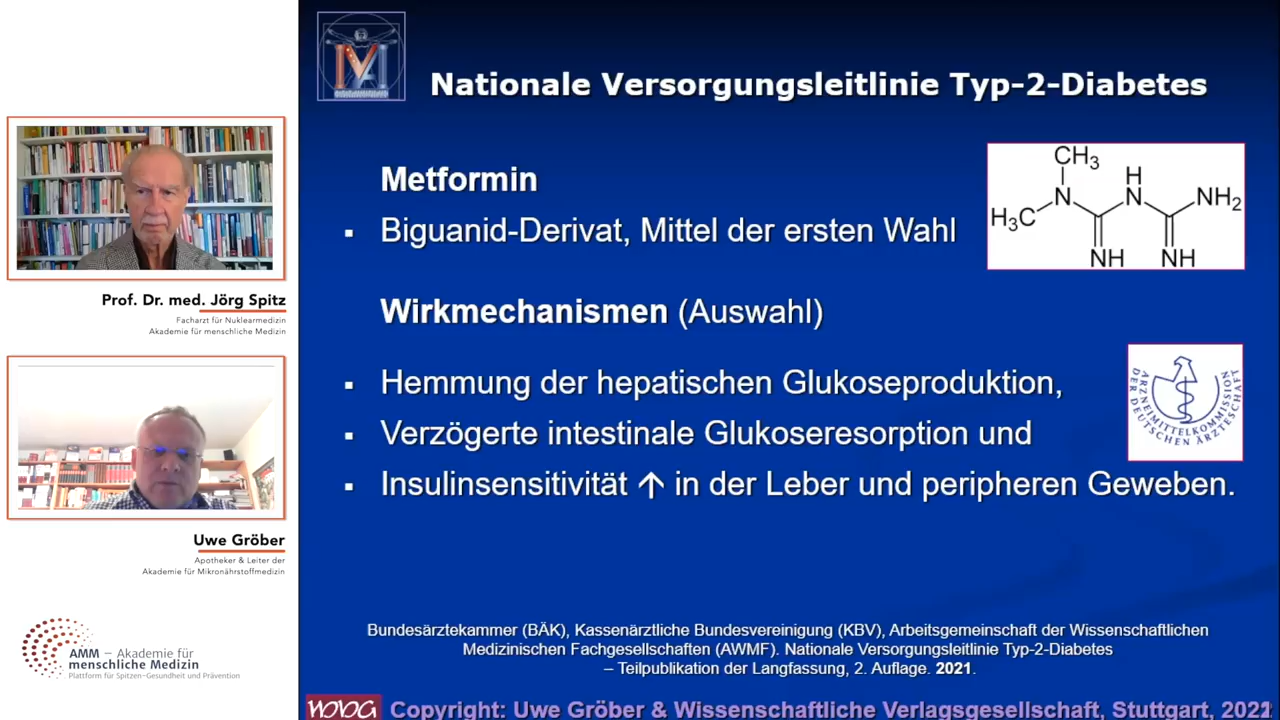 Nationale Versorgungsleitlinie Typ-2-Diabetes
Metformin
▪ Biguanid-Derivat, Mittel der ersten Wahl
CH3
H
N
N
NH2
H3C
NH
NH
Wirkmechanismen (Auswahl)
▪ Hemmung der hepatischen Glukoseproduktion,
▪ Verzögerte intestinale Glukoseresorption und
▪ Insulinsensitivität ↑ in der Leber und peripheren Geweben.
ARZNEIMITTELKOMMISSION
DER DEUTSCHEN ÄRZTESCHAFT
Bundesärztekammer (BÄK), Kassenärztliche Bundesvereinigung (KBV), Arbeitsgemeinschaft der Wissenschaftlichen
Medizinischen Fachgesellschaften (AWMF). Nationale Versorgungsleitlinie Typ-2-Diabetes
– Teilpublikation der Langfassung, 2. Auflage. 2021.
WVG Copyright: Uwe Gröber & Wissenschaftliche Verlagsgesellschaft, Stuttgart, 2021
Prof. Dr. med. Jörg Spitz
Facharzt für Nuklearmedizin
Akademie für menschliche Medizin
Uwe Gröber
Apotheker & Leiter der
Akademie für Mikronährstoffmedizin
AMM – Akademie für
menschliche Medizin
Plattform für Spitzen-Gesundheit und Prävention